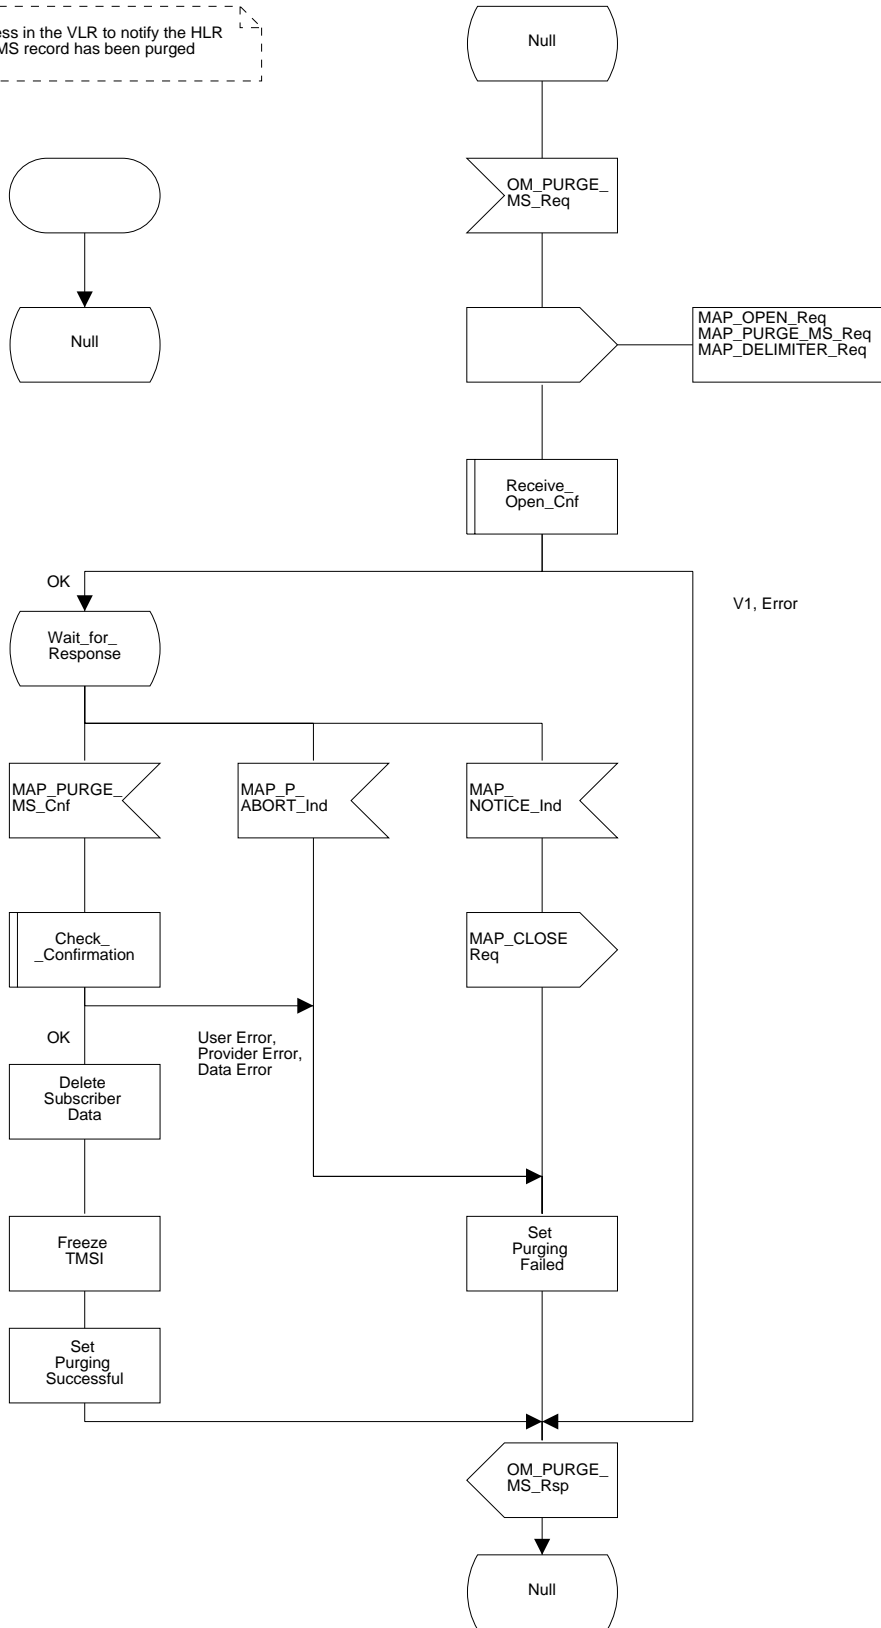 ess in the VLR to notify the HLR
MS record has been purged
Null
OM_PURGE_
MS_Req
Null
MAP_OPEN_Req
MAP_PURGE_MS_Req
MAP_DELIMITER_Req
Receive_
Open_Cnf
OK
V1, Error
Wait_for_
Response
MAP_PURGE_
MS_Cnf
MAP_P_
ABORT_Ind
MAP_
NOTICE_Ind
Check_
_Confirmation
MAP_CLOSE
Req
OK
User Error,
Provider Error,
Data Error
Delete
Subscriber
Data
Freeze
TMSI
Set
Purging
Failed
Set
Purging
Successful
OM_PURGE_
MS_Rsp
Null